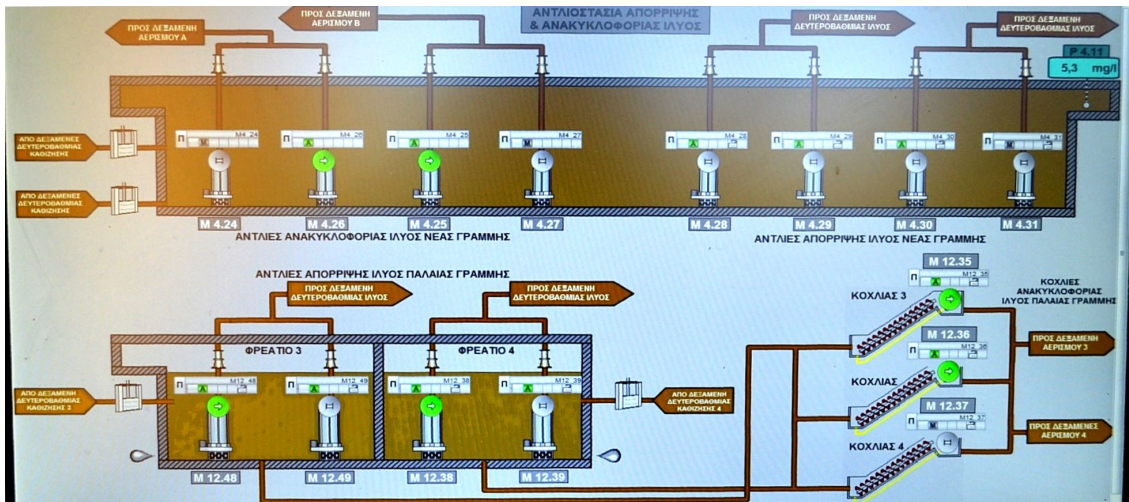 ΑΝΤΛΙΟΣΤΑΣΙΑ ΑΠΟΡΡΙΨΗΣ
& ΑΝΑΚΥΚΛΟΦΟΡΙΑΣ ΙΛΥΟΣ
ΠΡΟΣ ΔΕΞΑΜΕΝΗ
ΑΕΡΙΣΜΟΥ Α
ΠΡΟΣ ΔΕΞΑΜΕΝΗ
ΑΕΡΙΣΜΟΥ Β
ΠΡΟΣ ΔΕΞΑΜΕΝΗ
ΔΕΥΤΕΡΟΒΑΘΜΙΑ ΙΛΥΟΣ
ΠΡΟΣ ΔΕΞΑΜΕΝΗ
ΔΕΥΤΕΡΟΒΑΘΜΙΑ ΙΛΥΟΣ
P 4.11
5,3 mg/l
ΑΠΟ ΔΕΞΑΜΕΝΕΣ
ΔΕΥΤΕΡΟΒΑΘΜΙΑΣ
ΚΑΘΙΖΗΣΗΣ
ΑΠΟ ΔΕΞΑΜΕΝΕΣ
ΔΕΥΤΕΡΟΒΑΘΜΙΑΣ
ΚΑΘΙΖΗΣΗΣ
Π M4_24 M
Π M4_26 A
Π M4_25 A
Π M4_27 M
Π M4_28 A
Π M4_29 A
Π M4_30 A
Π M4_31 M
M 4.24
M 4.26
M 4.25
M 4.27
M 4.28
M 4.29
M 4.30
M 4.31
ΑΝΤΛΙΕΣ ΑΝΑΚΥΚΛΟΦΟΡΙΑΣ ΙΛΥΟΣ ΝΕΑΣ ΓΡΑΜΜΗΣ
ΑΝΤΛΙΕΣ ΑΠΟΡΡΙΨΗΣ ΙΛΥΟΣ ΝΕΑΣ ΓΡΑΜΜΗΣ
ΑΝΤΛΙΕΣ ΑΠΟΡΡΙΨΗΣ ΙΛΥΟΣ ΠΑΛΑΙΑΣ ΓΡΑΜΜΗΣ
ΠΡΟΣ ΔΕΞΑΜΕΝΗ
ΔΕΥΤΕΡΟΒΑΘΜΙΑ ΙΛΥΟΣ
ΠΡΟΣ ΔΕΞΑΜΕΝΗ
ΔΕΥΤΕΡΟΒΑΘΜΙΑ ΙΛΥΟΣ
ΦΡΕΑΤΙΟ 3
ΦΡΕΑΤΙΟ 4
Π M12_48 A
Π M12_49
Π M12_38 A
Π M12_39
ΑΠΟ ΔΕΞΑΜΕΝΗ
ΔΕΥΤΕΡΟΒΑΘΜΙΑΣ
ΚΑΘΙΖΗΣΗΣ 3
ΑΠΟ ΔΕΞΑΜΕΝΗ
ΔΕΥΤΕΡΟΒΑΘΜΙΑΣ
ΚΑΘΙΖΗΣΗΣ 4
M 12.48
M 12.49
M 12.38
M 12.39
M 12.35
Π M12_35 A
ΚΟΧΛΙΑΣ 3
M 12.36
Π M12_36 A
ΚΟΧΛΙΑΣ
M 12.37
Π M12_37 M
ΚΟΧΛΙΑΣ 4
ΚΟΧΛΙΕΣ
ΑΝΑΚΥΚΛΟΦΟΡΙΑΣ
ΙΛΥΟΣ ΠΑΛΑΙΑΣ ΓΡΑΜΜΗΣ
ΠΡΟΣ ΔΕΞΑΜΕΝΗ
ΑΕΡΙΣΜΟΥ 3
ΠΡΟΣ ΔΕΞΑΜΕΝΕΣ
ΑΕΡΙΣΜΟΥ 4